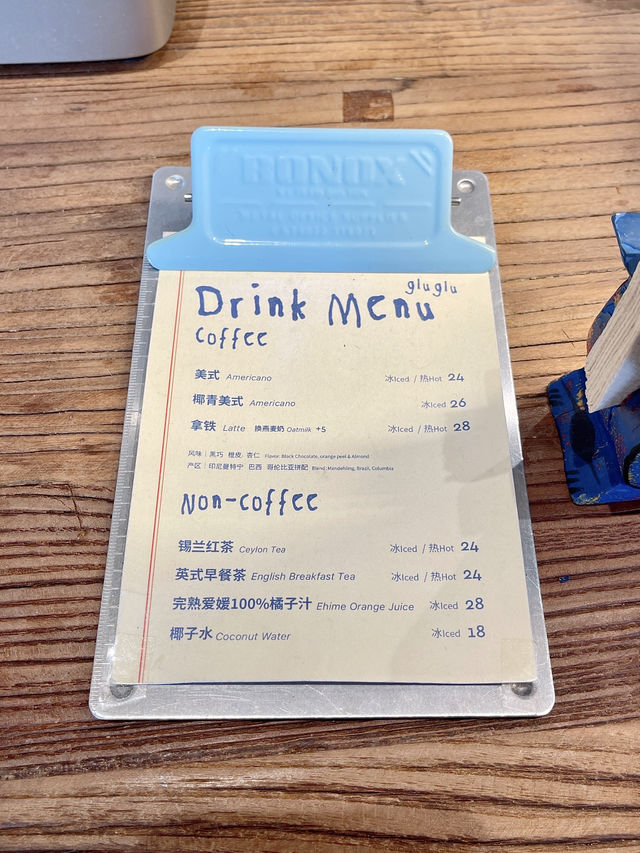 BONOX
gluglu
Drink Menu
Coffee
美式 Americano 冰Iced / 热Hot 24
椰青美式 Americano 冰Iced 26
拿铁 Latte 换燕麦奶 Oatmilk +5 冰Iced / 热Hot 28
风味｜黑巧 橙皮 杏仁 Flavor: Black Chocolate, orange peel & Almond
产区｜印尼曼特宁 巴西 哥伦比亚拼配 Blend: Mandehling, Brazil, Columbia
Non-coffee
锡兰红茶 Ceylon Tea 冰Iced / 热Hot 24
英式早餐茶 English Breakfast Tea 冰Iced / 热Hot 24
完熟爱媛100%橘子汁 Ehime Orange Juice 冰Iced 28
椰子水 Coconut Water 冰Iced 18